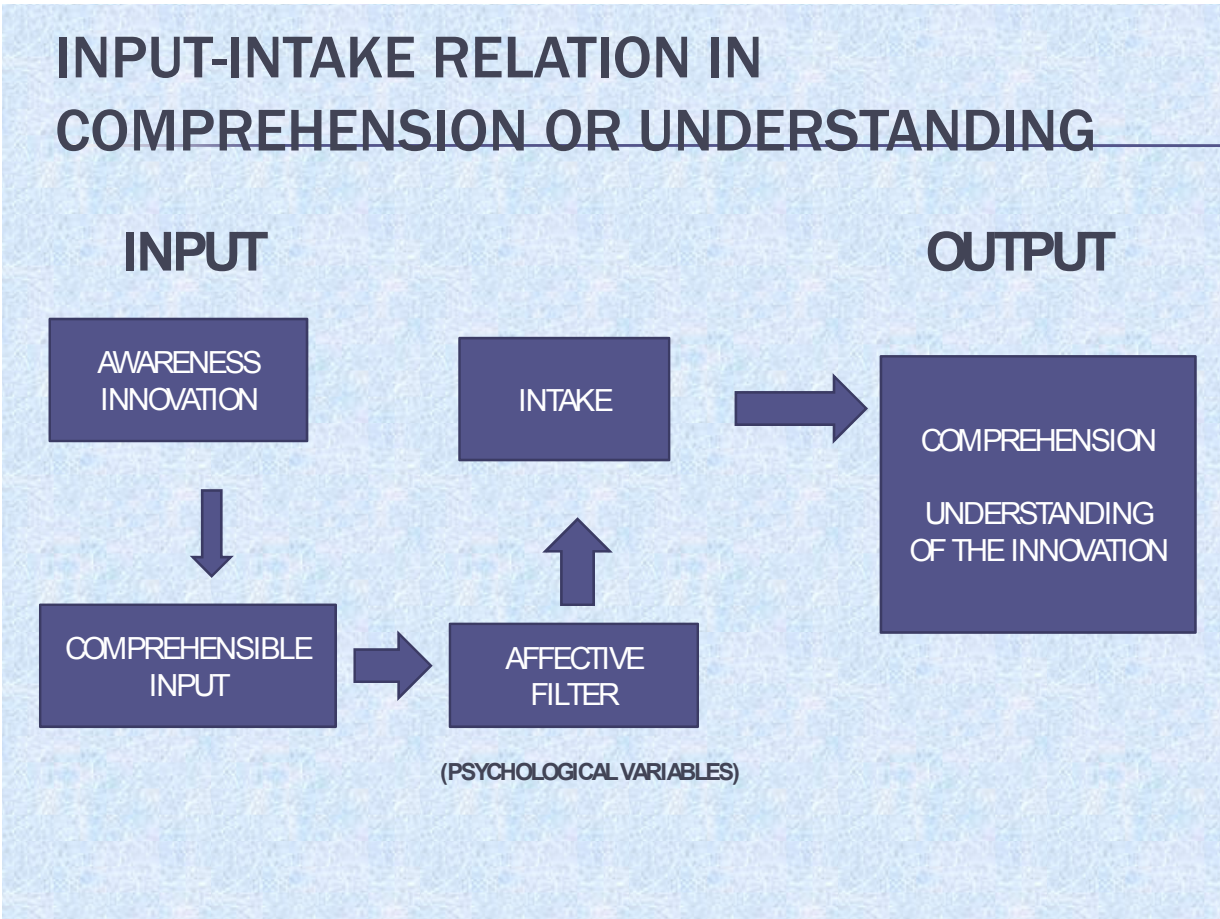 INPUT-INTAKE RELATION IN
COMPREHENSION OR UNDERSTANDING
INPUT
OUTPUT
AWARENESS
INNOVATION
INTAKE
COMPREHENSION
UNDERSTANDING
OF THE INNOVATION
COMPREHENSIBLE
INPUT
AFFECTIVE
FILTER
(PSYCHOLOGICAL VARIABLES)